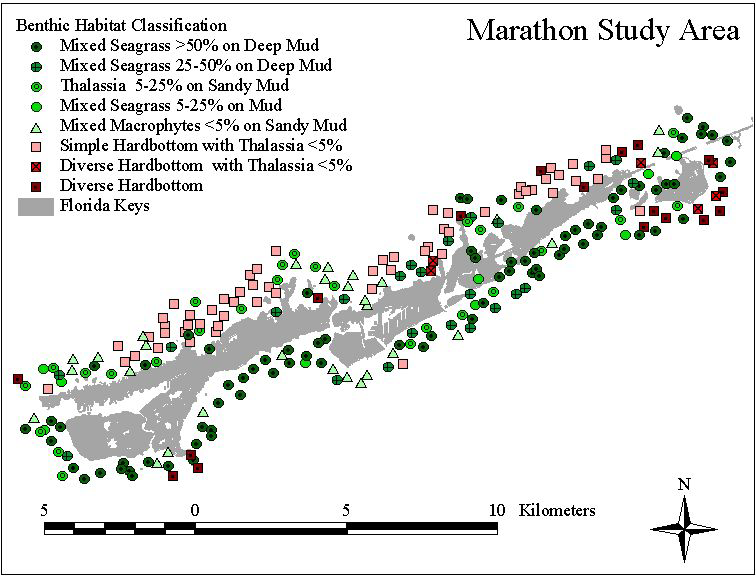 Marathon Study Area
Benthic Habitat Classification
Mixed Seagrass >50% on Deep Mud
Mixed Seagrass 25-50% on Deep Mud
Thalassia 5-25% on Sandy Mud
Mixed Seagrass 5-25% on Mud
Mixed Macrophytes <5% on Sandy Mud
Simple Hardbottom with Thalassia <5%
Diverse Hardbottom with Thalassia <5%
Diverse Hardbottom
Florida Keys
N
5 0 5 10 Kilometers